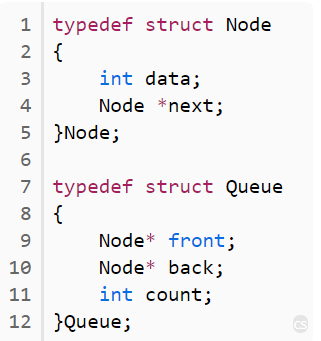 1 typedef struct Node
2 {
3     int data;
4     Node *next;
5 }Node;
6
7 typedef struct Queue
8 {
9     Node* front;
10     Node* back;
11     int count;
12 }Queue;
CS